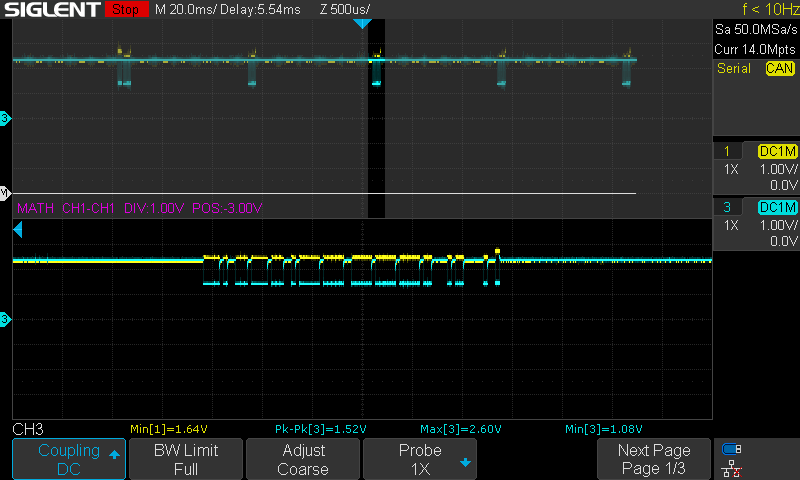 SIGLENT Stop M 20.0ms/ Delay:5.54ms Z 500us/ f < 10Hz
Sa 50.0MSa/s
Curr 14.0Mpts
Serial CAN
3
1 DC1M
1X 1.00V/
0.0V
M
MATH CH1-CH1 DIV:1.00V POS:-3.00V
3 DC1M
1X 1.00V/
0.0V
3
CH3 Min[1]=1.64V Pk-Pk[3]=1.52V Max[3]=2.60V Min[3]=1.08V
Coupling
DC
BW Limit
Full
Adjust
Coarse
Probe
1X
Next Page
Page 1/3